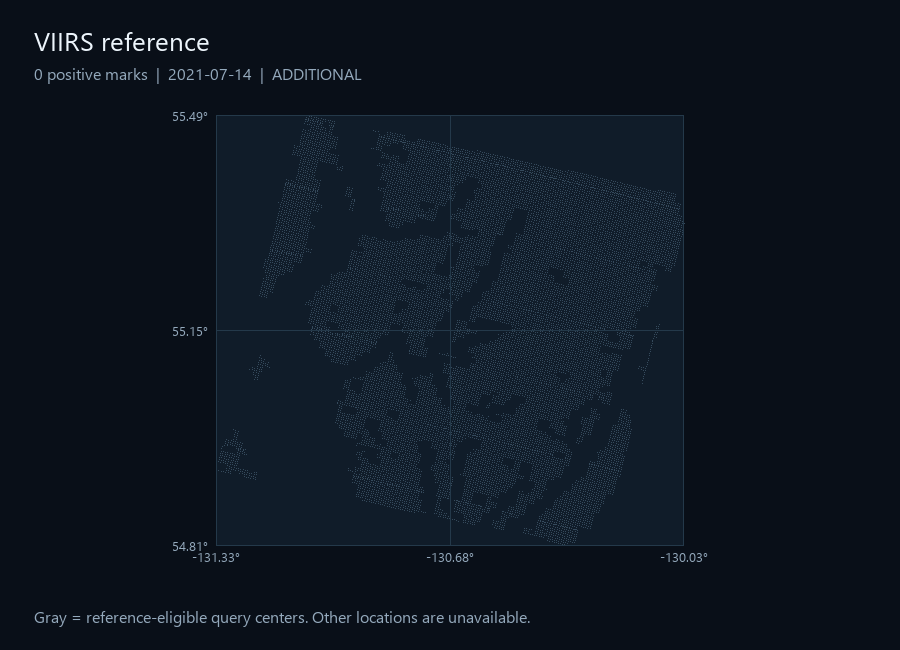 VIIRS reference
0 positive marks | 2021-07-14 | ADDITIONAL
55.49°
55.15°
54.81°
-131.33°
-130.68°
-130.03°
Gray = reference-eligible query centers. Other locations are unavailable.